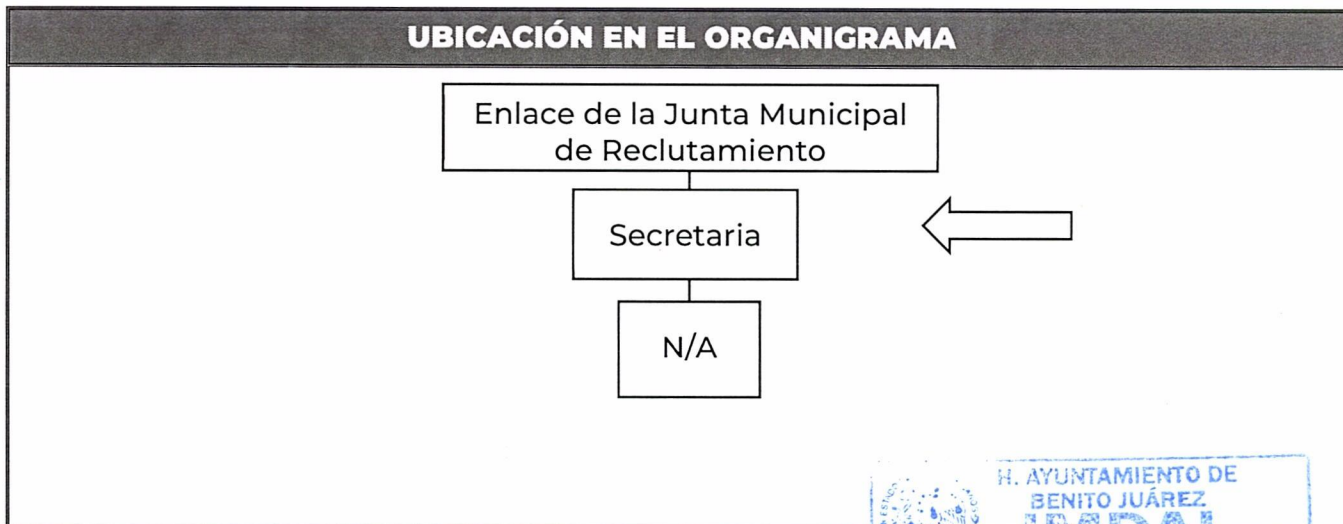 UBICACIÓN EN EL ORGANIGRAMA
Enlace de la Junta Municipal
de Reclutamiento
Secretaria
N/A
H. AYUNTAMIENTO DE
BENITO JUÁREZ